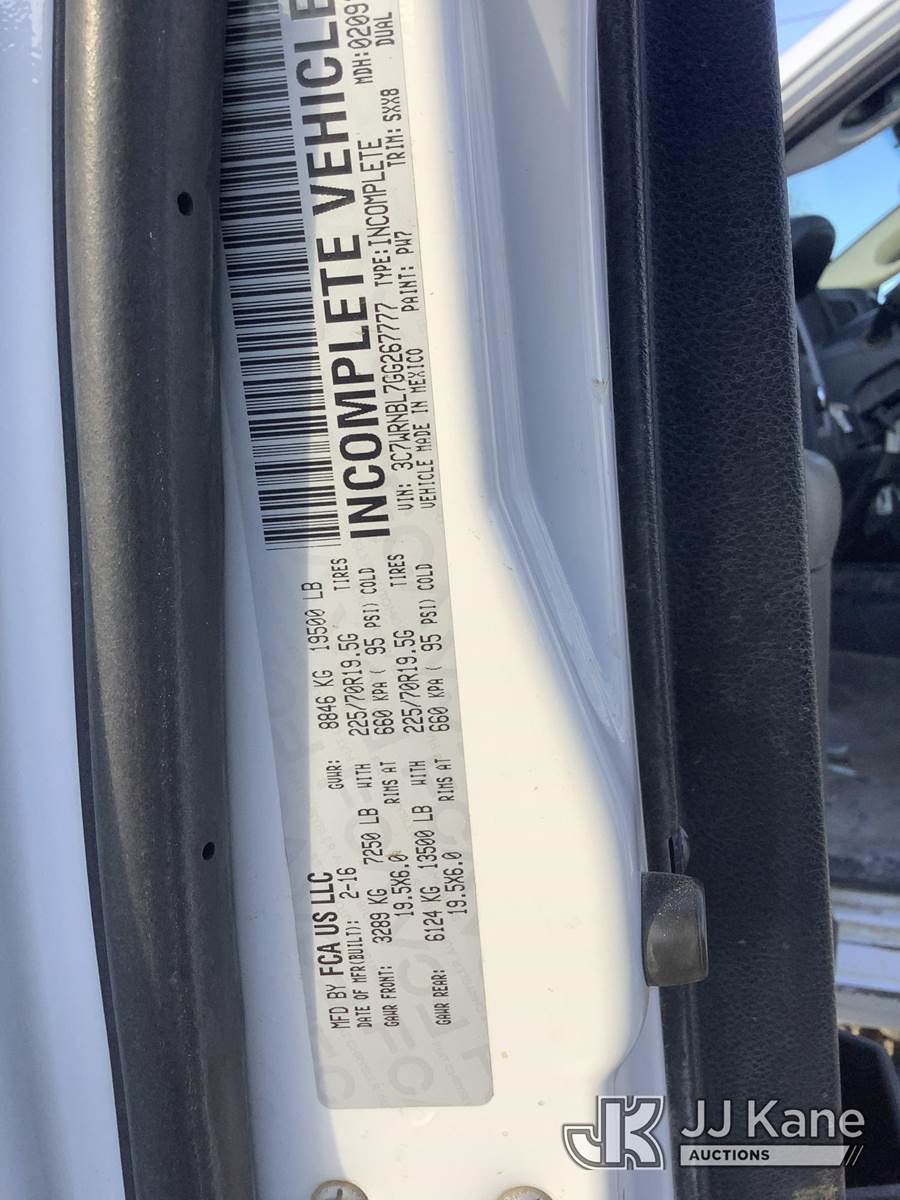 MFD BY FCA US LLC
DATE OF MFR(BUILT): 2-16 GVWR: 8846 KG 19500 LB
GAWR FRONT: 3289 KG 7250 LB WITH 225/70R19.5G TIRES
19.5X6.0 RIMS AT 660 KPA ( 95 PSI) COLD
GAWR REAR: 6124 KG 13500 LB WITH 225/70R19.5G TIRES
19.5X6.0 RIMS AT 660 KPA ( 95 PSI) COLD
INCOMPLETE VEHICLE
VIN: 3C7WRNBL7GG267777 TYPE:INCOMPLETE MDH:0209
VEHICLE MADE IN MEXICO PAINT: PW7 TRIM: SXX8 DUAL
JK JJ Kane
AUCTIONS